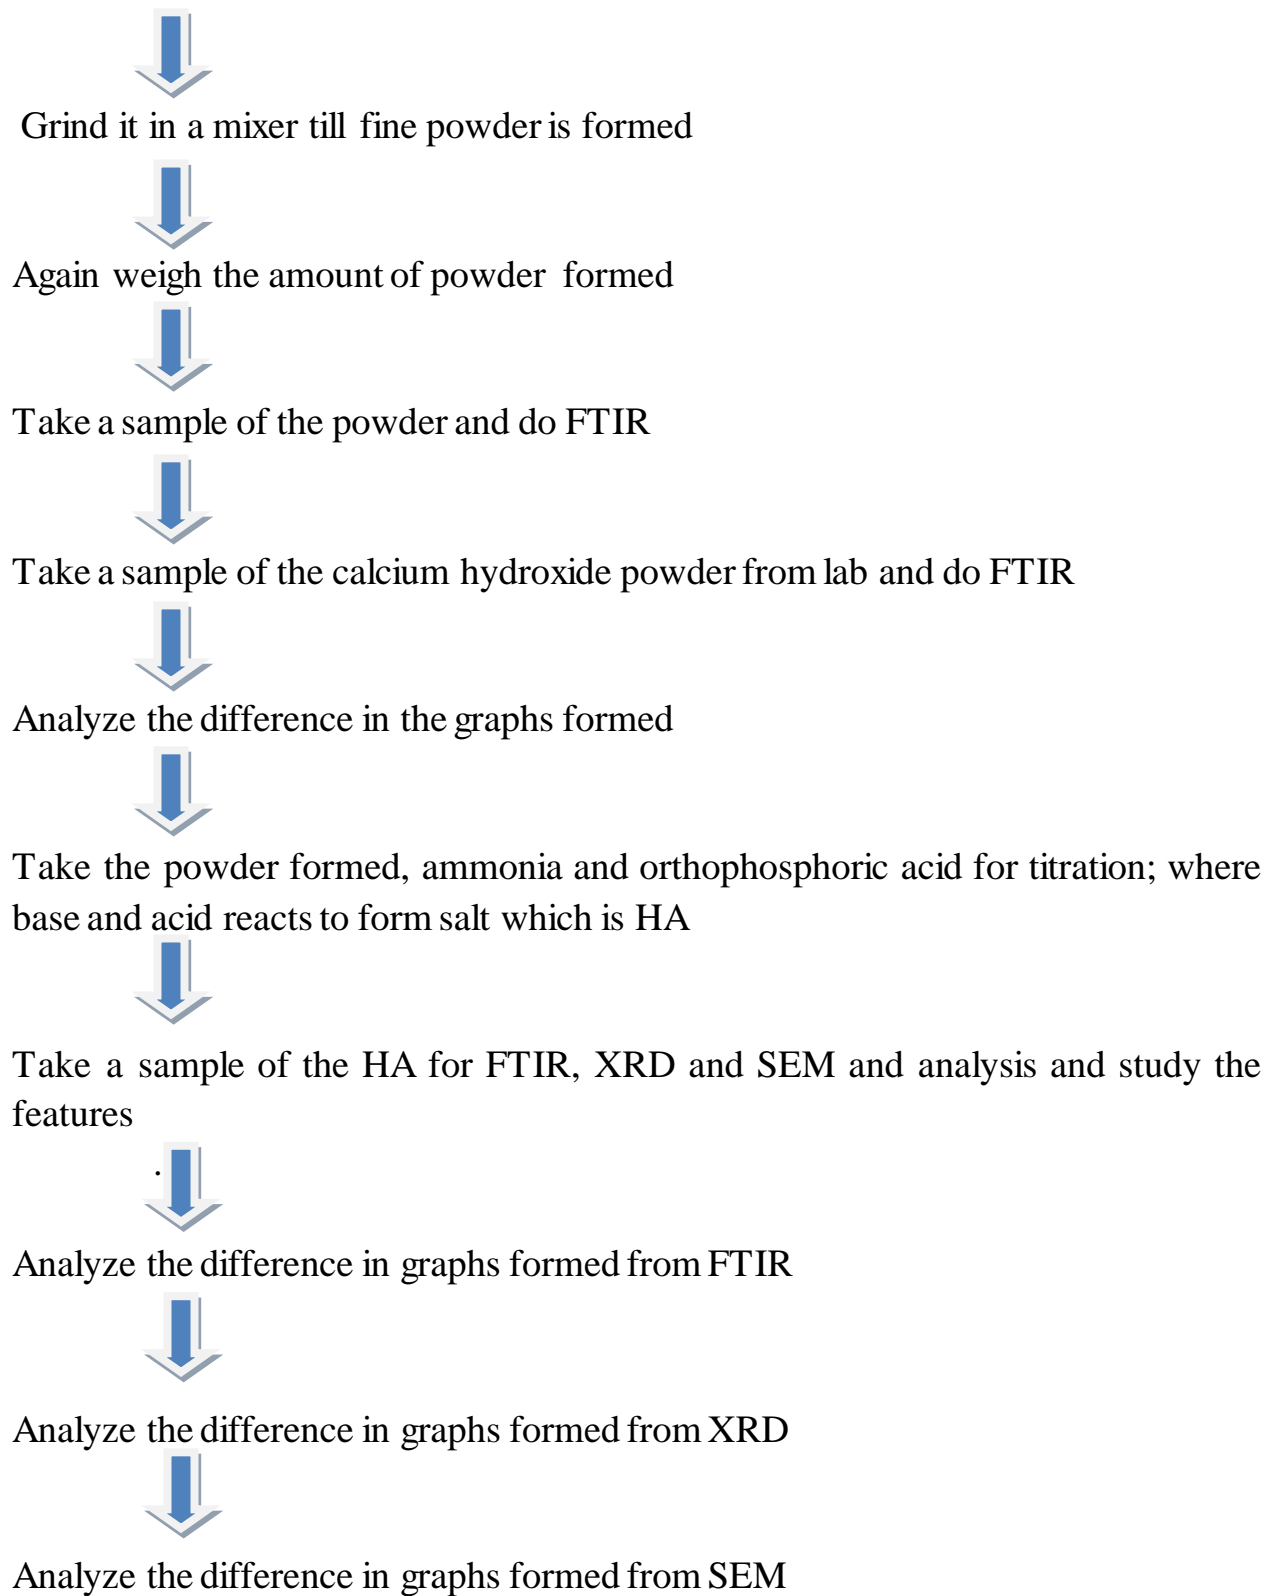 Grind it in a mixer till fine powder is formed
Again weigh the amount of powder formed
Take a sample of the powder and do FTIR
Take a sample of the calcium hydroxide powder from lab and do FTIR
Analyze the difference in the graphs formed
Take the powder formed, ammonia and orthophosphoric acid for titration; where
base and acid reacts to form salt which is HA
Take a sample of the HA for FTIR, XRD and SEM and analysis and study the
features
.
Analyze the difference in graphs formed from FTIR
Analyze the difference in graphs formed from XRD
Analyze the difference in graphs formed from SEM